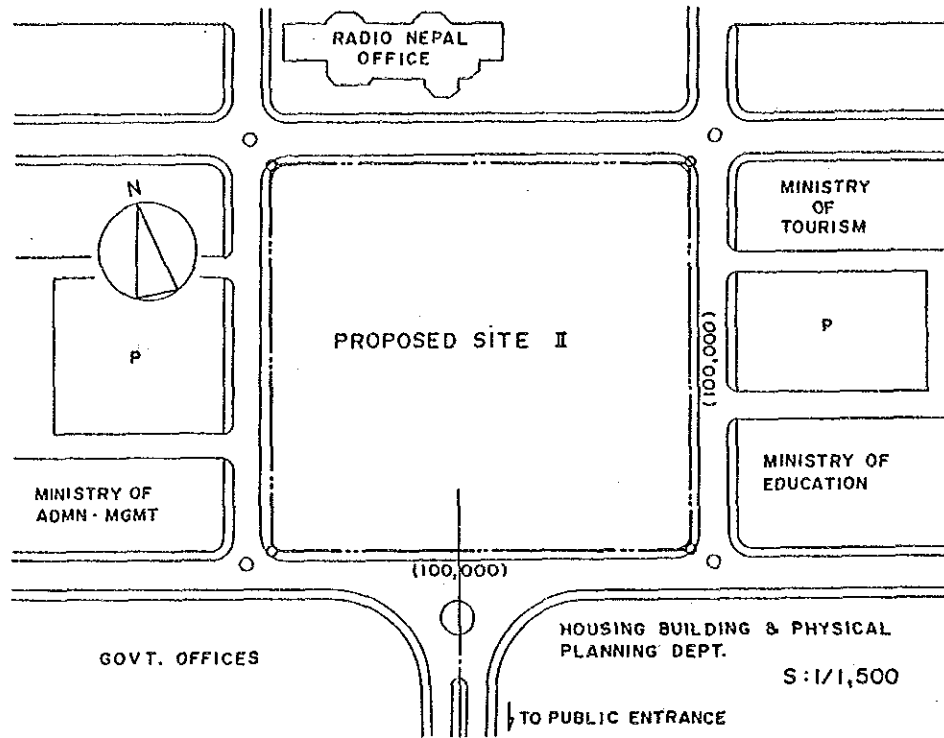 RADIO NEPAL
OFFICE
N
MINISTRY
OF
TOURISM
P
PROPOSED SITE II
(100,000)
P
MINISTRY OF
ADMN - MGMT
MINISTRY OF
EDUCATION
(100,000)
GOVT. OFFICES
HOUSING BUILDING & PHYSICAL
PLANNING DEPT.
S:1/1,500
TO PUBLIC ENTRANCE